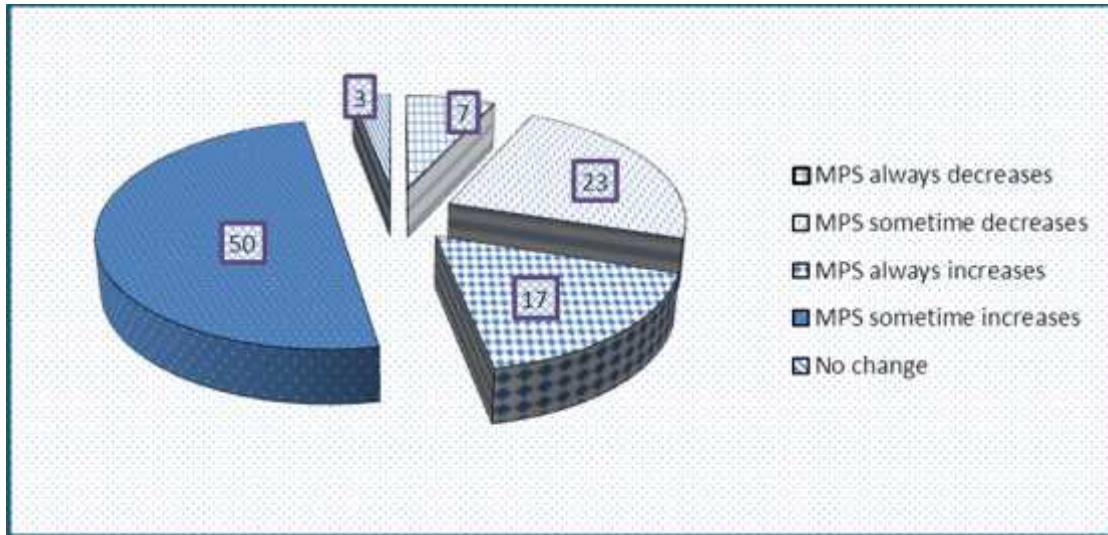 3
7
23
50
17
MPS always decreases
MPS sometime decreases
MPS always increases
MPS sometime increases
No change